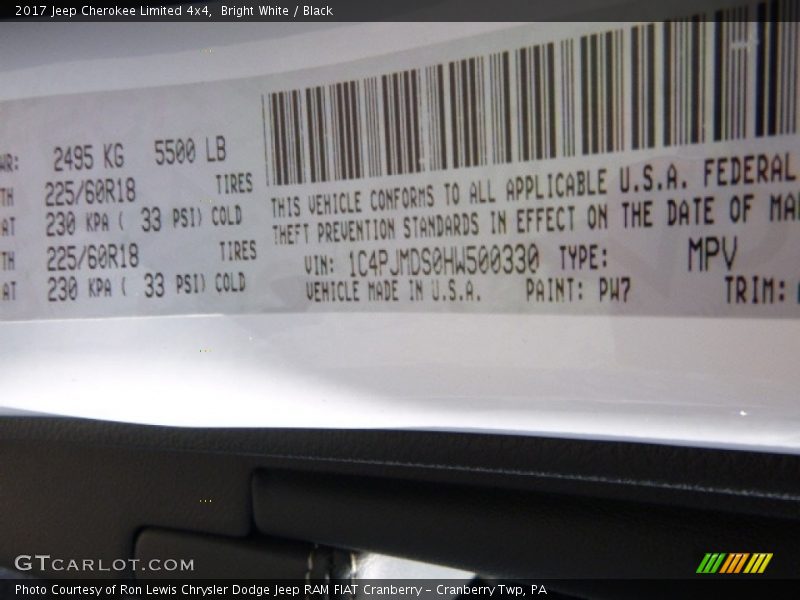 2017 Jeep Cherokee Limited 4x4, Bright White / Black
WR: 2495 KG 5500 LB
TH 225/60R18 TIRES
AT 230 KPA ( 33 PSI) COLD
TH 225/60R18 TIRES
AT 230 KPA ( 33 PSI) COLD
THIS VEHICLE CONFORMS TO ALL APPLICABLE U.S.A. FEDERAL
THEFT PREVENTION STANDARDS IN EFFECT ON THE DATE OF MA
VIN: 1C4PJMDS0HW500330 TYPE: MPV
VEHICLE MADE IN U.S.A. PAINT: PW7 TRIM:
GTCARLOT.COM
Photo Courtesy of Ron Lewis Chrysler Dodge Jeep RAM FIAT Cranberry – Cranberry Twp, PA